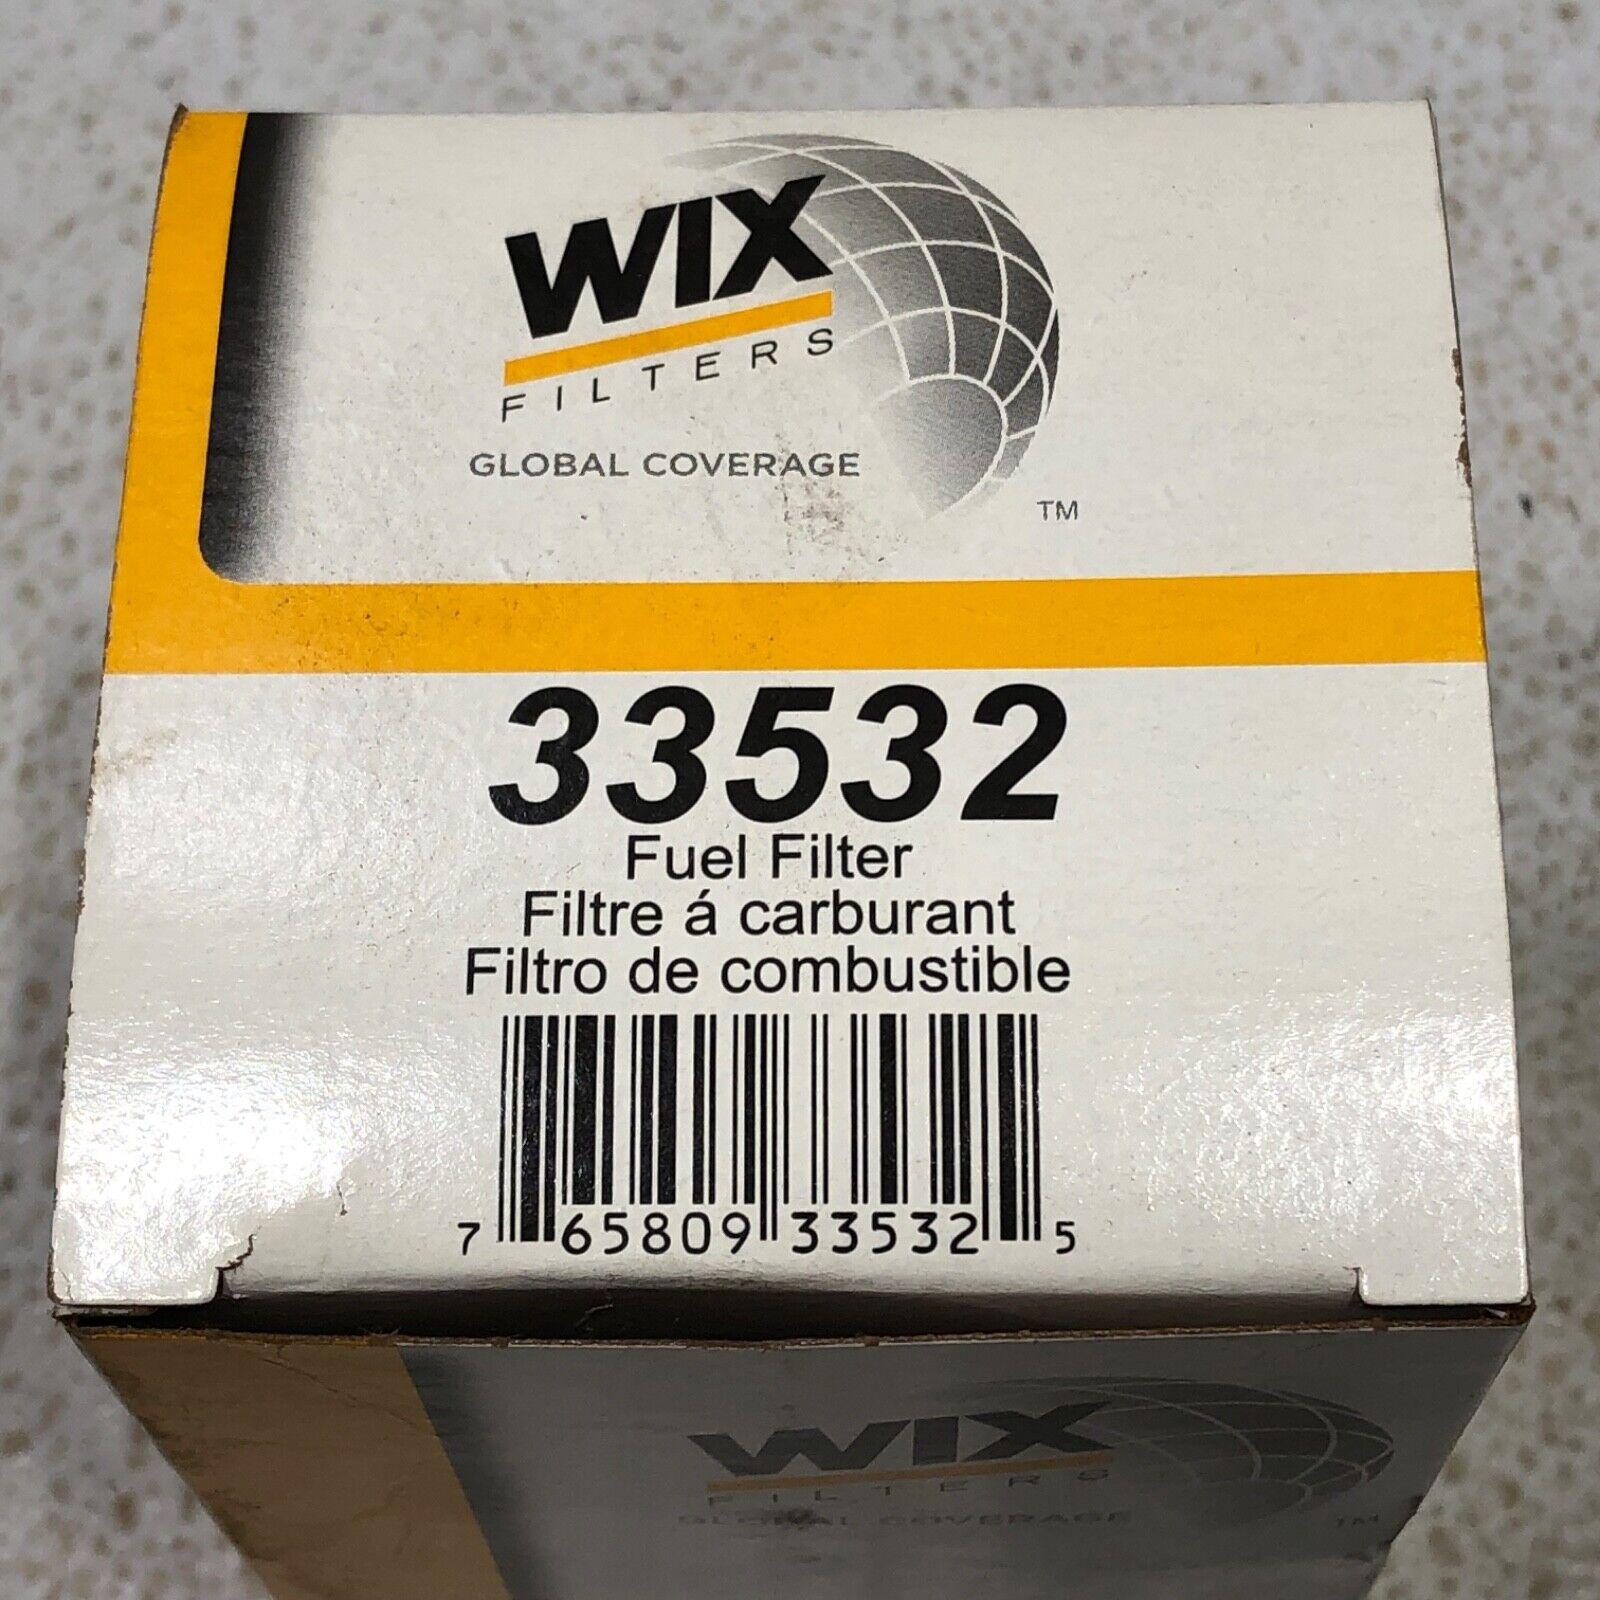 WIX
FILTERS
GLOBAL COVERAGE
TM
33532
Fuel Filter
Filtre á carburant
Filtro de combustible
7 65809 33532 5
WIX
FILTERS
GLOBAL COVERAGE
TM